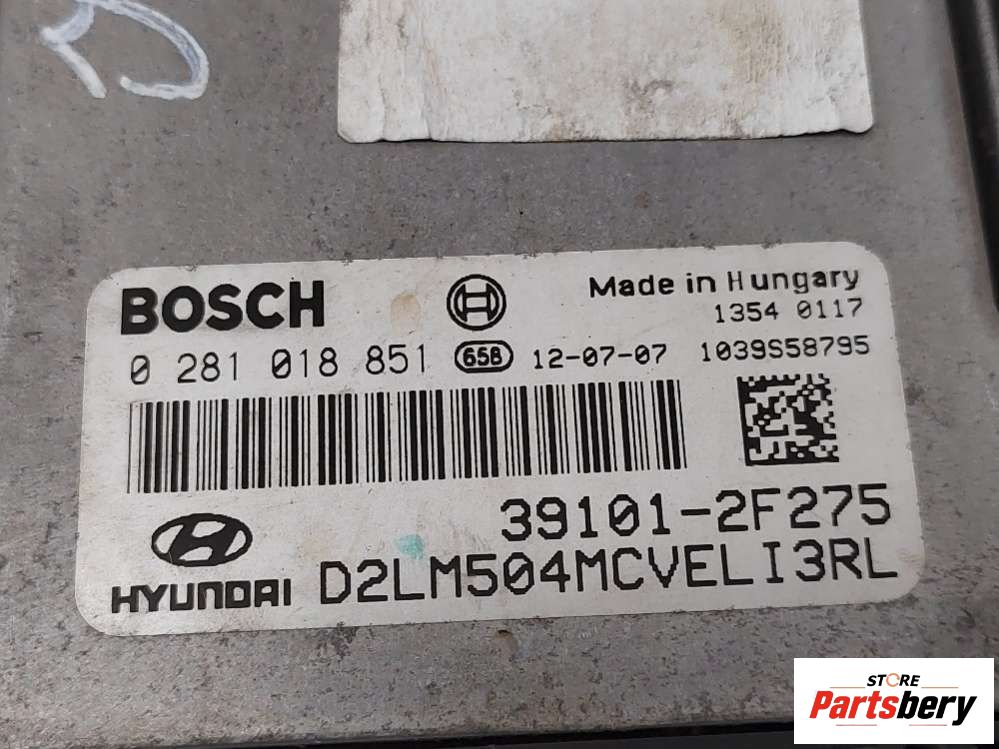 BOSCH
Made in Hungary
1354 0117
0 281 018 851 658 12-07-07 1039S58795
39101-2F275
HYUNDAI D2LM504MCVELI3RL
STORE
Partsbery